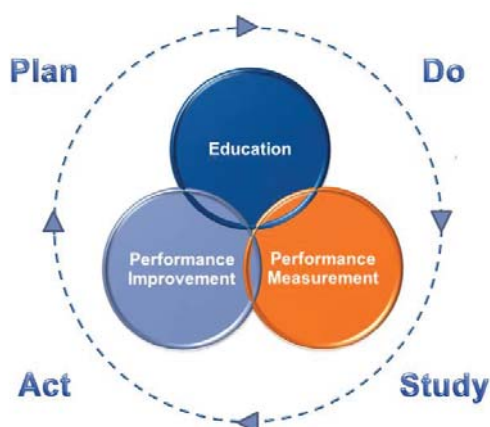 Plan
Do
Education
Performance
Improvement
Performance
Measurement
Act
Study